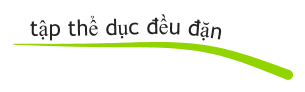 tập thể dục đều đặn